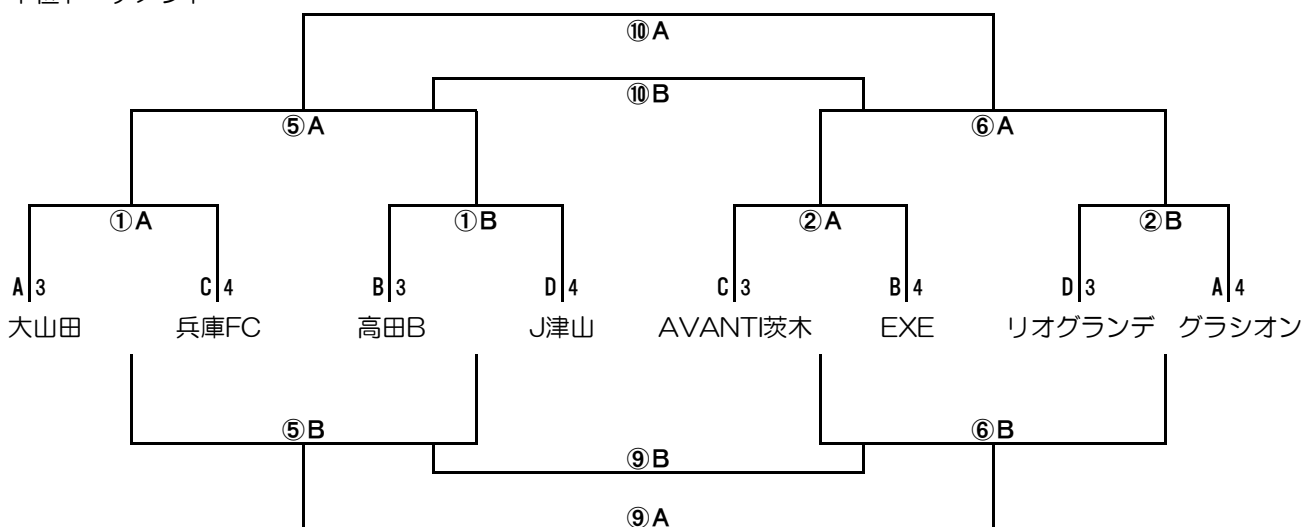 ⑩A
⑩B
⑤A ⑥A
①A ①B ②A ②B
A 3 C 4 B 3 D 4 C 3 B 4 D 3 A 4
大山田 兵庫FC 高田B J津山 AVANTI茨木 EXE リオグランデ グラシオン
⑤B ⑥B
⑨B
⑨A